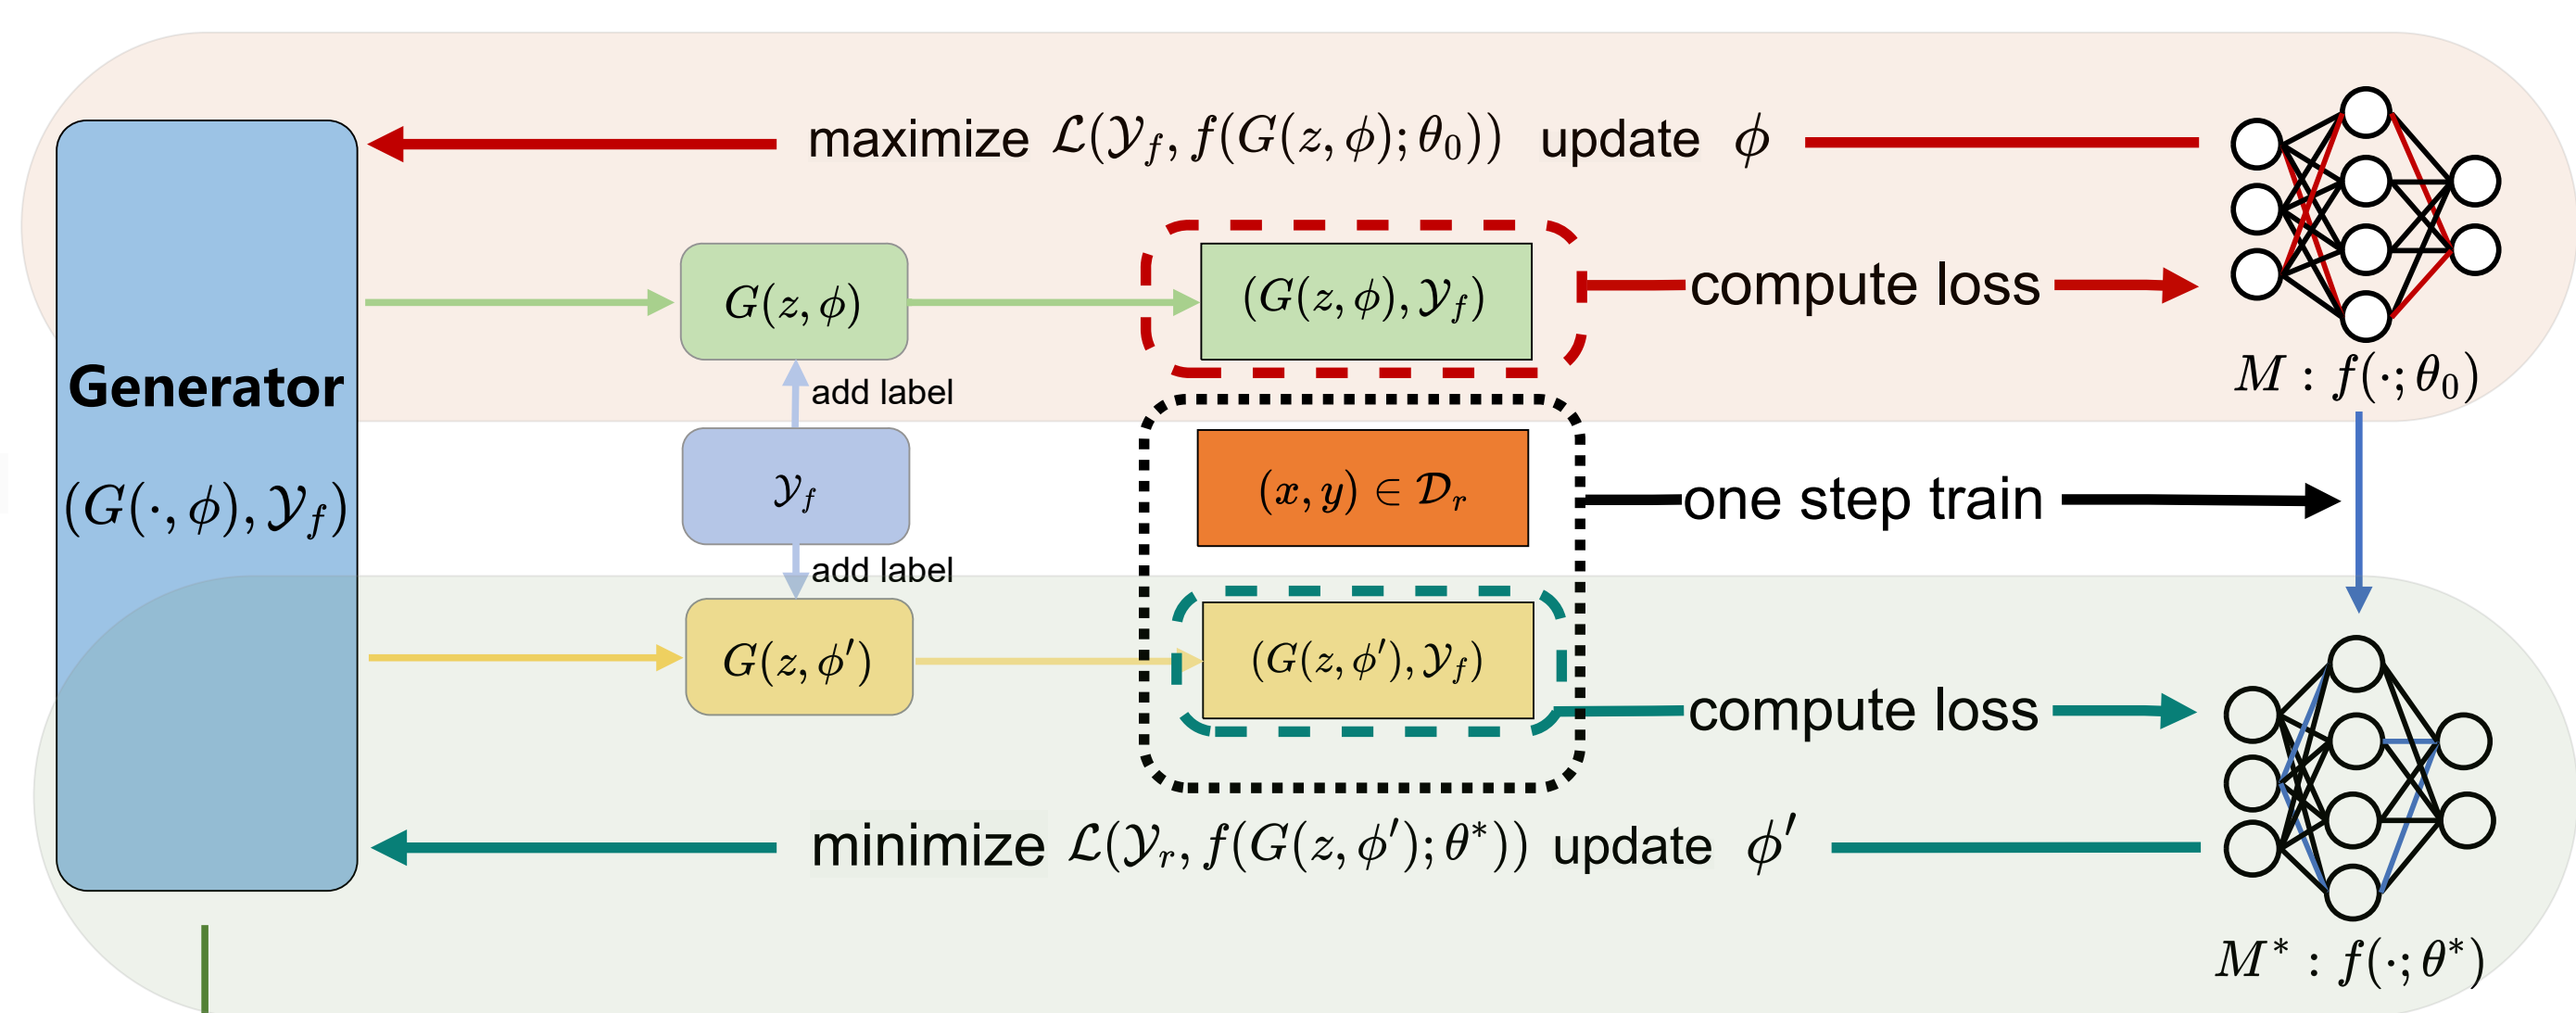 maximize ℒ(𝒴_f, f(G(z, ϕ); θ_0)) update ϕ
G(z, ϕ)
(G(z, ϕ), 𝒴_f)
compute loss
M : f(·; θ_0)
Generator
(G(·, ϕ), 𝒴_f)
add label
𝒴_f
(x, y) ∈ 𝒟_r
one step train
add label
G(z, ϕ′)
(G(z, ϕ′), 𝒴_f)
compute loss
minimize ℒ(𝒴_r, f(G(z, ϕ′); θ*)) update ϕ′
M* : f(·; θ*)